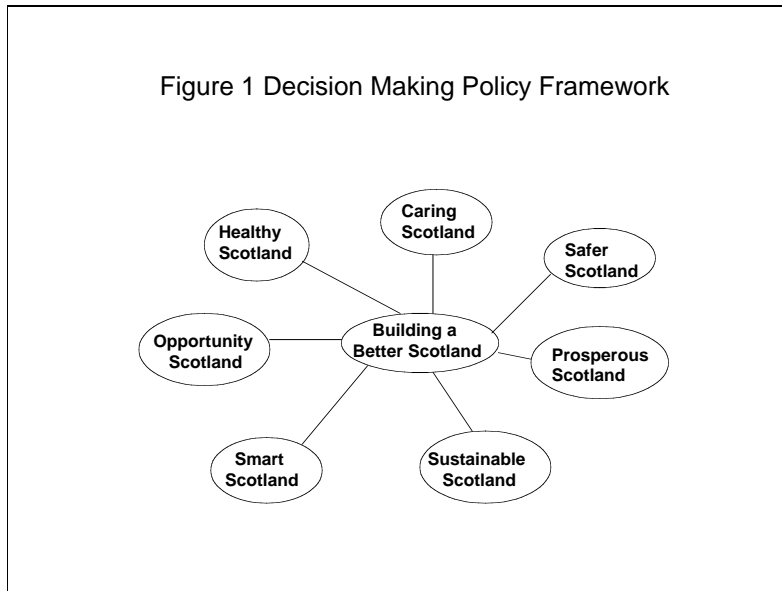 Figure 1 Decision Making Policy Framework
Caring
Scotland
Healthy
Scotland
Safer
Scotland
Building a
Better Scotland
Opportunity
Scotland
Prosperous
Scotland
Smart
Scotland
Sustainable
Scotland